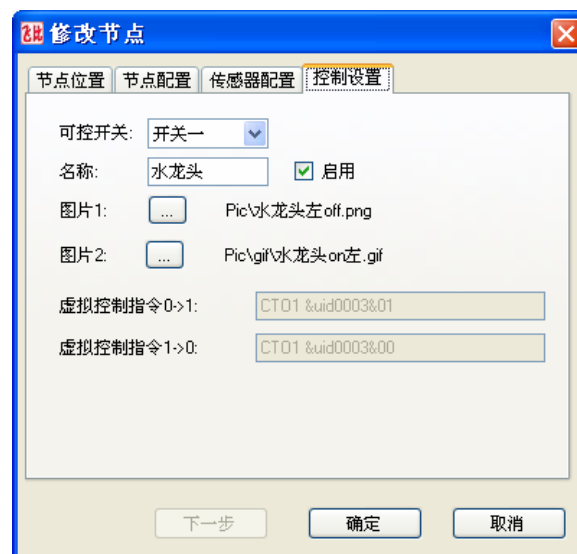 飞比 修改节点
节点位置 节点配置 传感器配置 控制设置
可控开关: 开关一
名称: 水龙头 启用
图片1: ... Pic\水龙头左off.png
图片2: ... Pic\gif\水龙头on左.gif
虚拟控制指令0->1: CTO1 &uid0003&01
虚拟控制指令1->0: CTO1 &uid0003&00
下一步 确定 取消